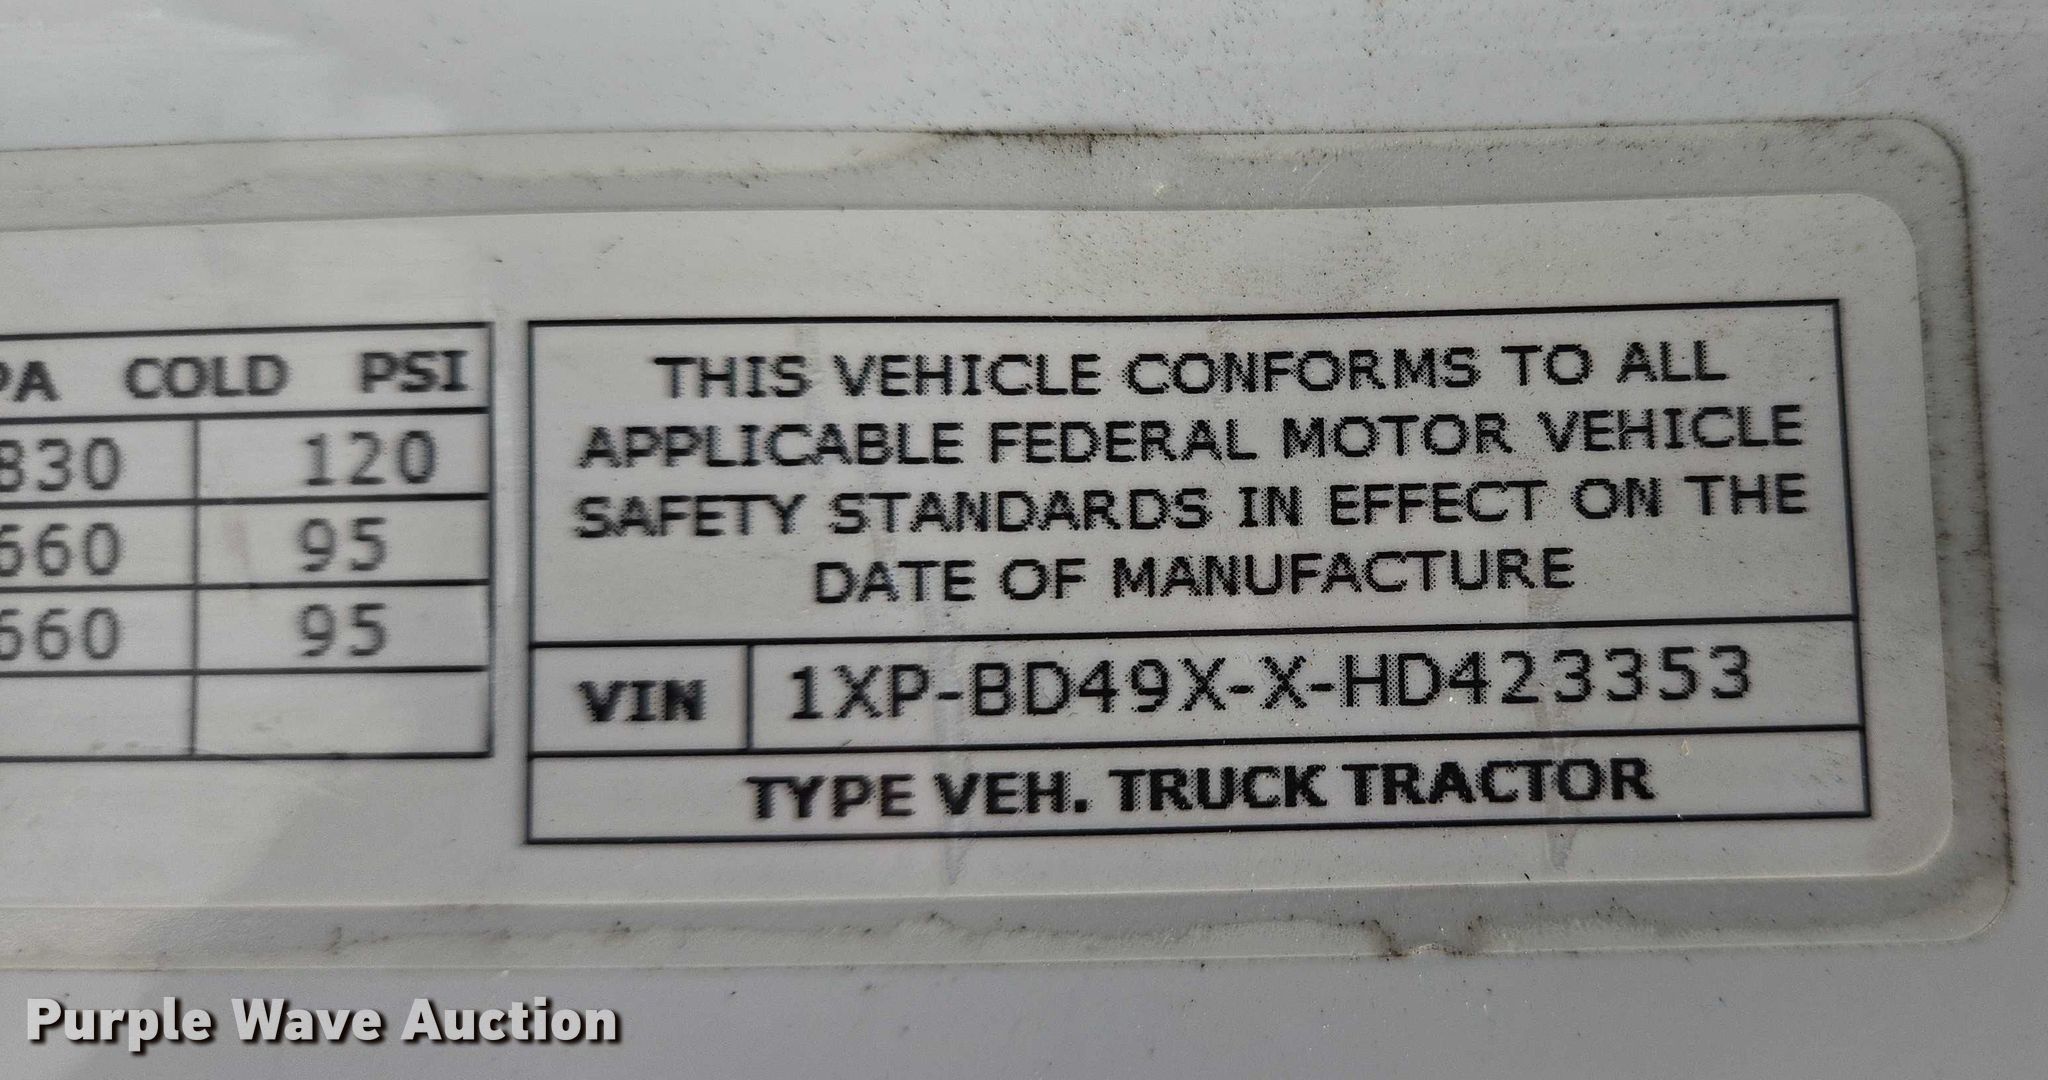 PA COLD PSI
830 120
660 95
660 95
THIS VEHICLE CONFORMS TO ALL
APPLICABLE FEDERAL MOTOR VEHICLE
SAFETY STANDARDS IN EFFECT ON THE
DATE OF MANUFACTURE
VIN 1XP-BD49X-X-HD423353
TYPE VEH. TRUCK TRACTOR
Purple Wave Auction